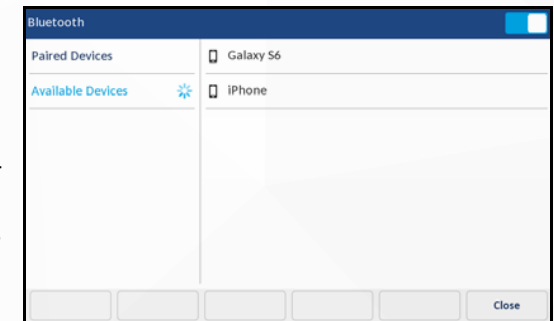 Bluetooth
Paired Devices
Galaxy S6
Available Devices
iPhone
Close